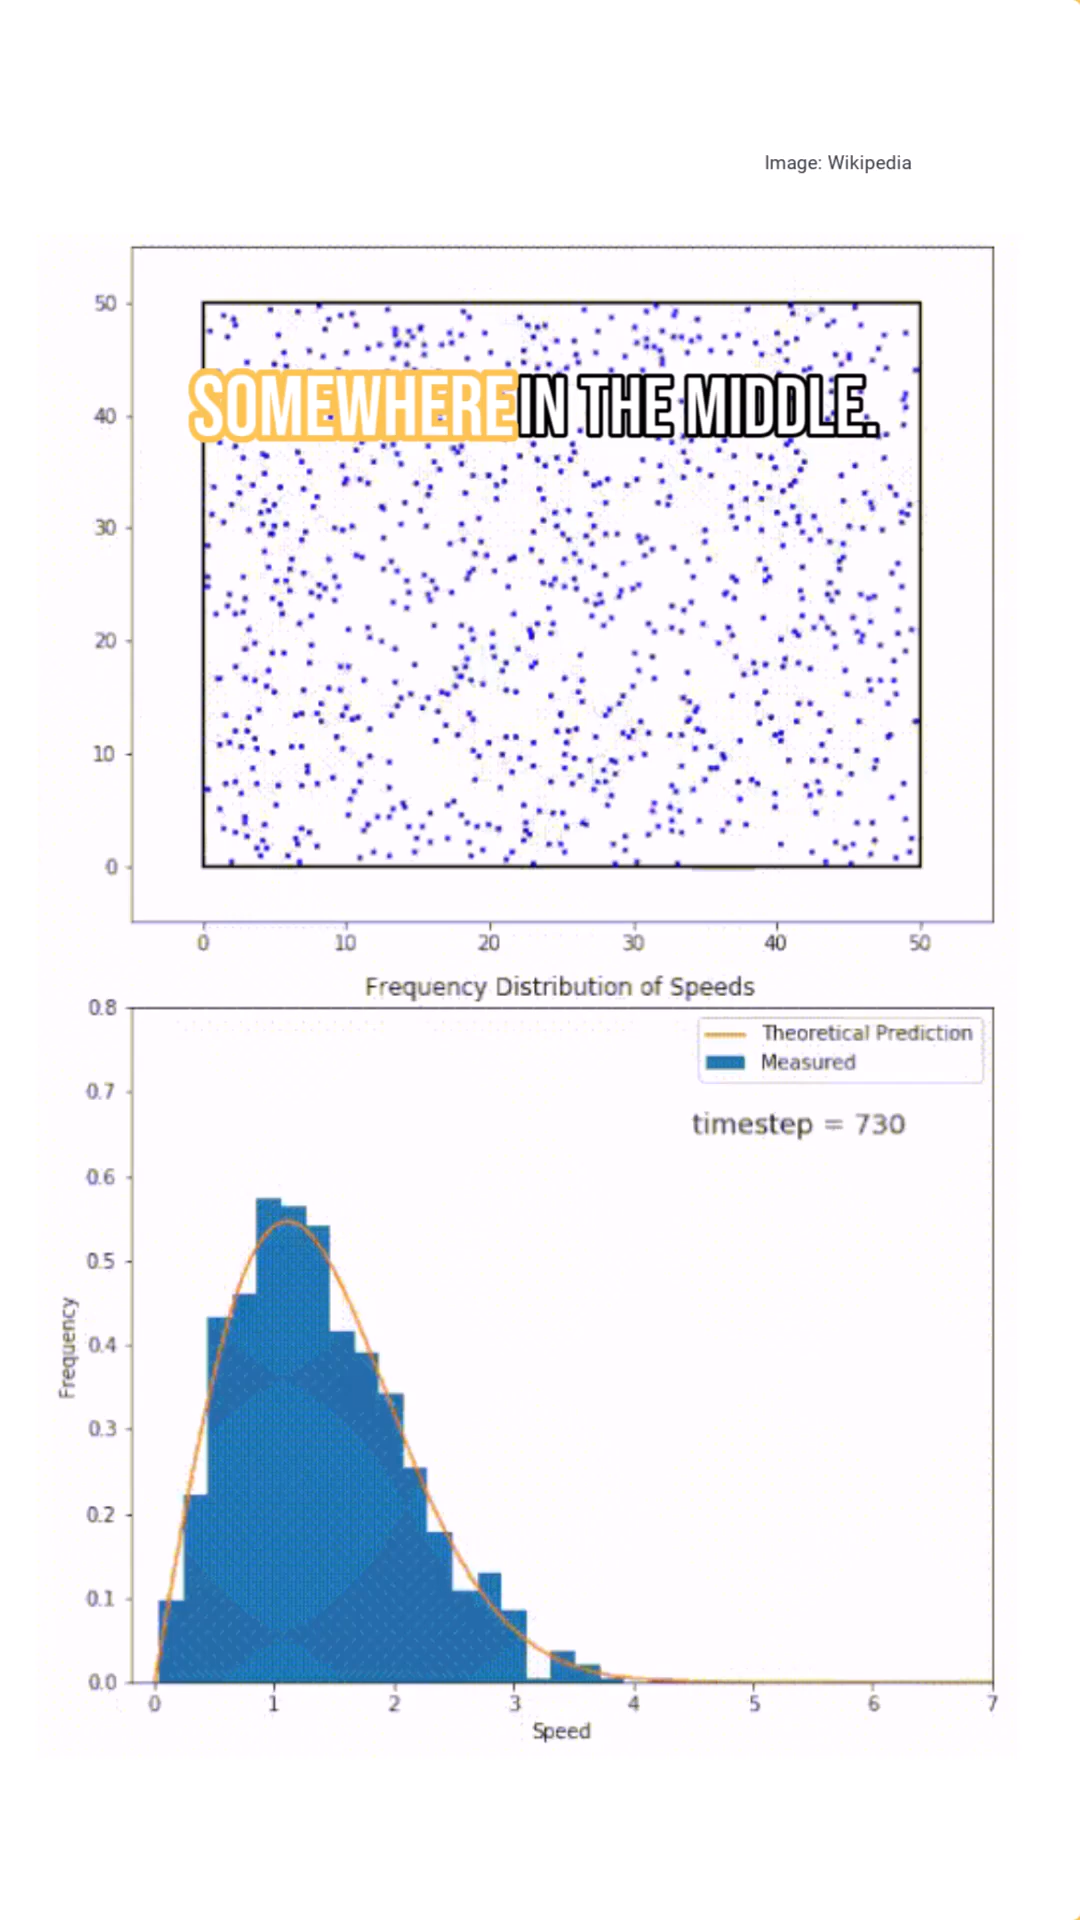 Image: Wikipedia
50
SOMEWHERE IN THE MIDDLE.
40
30
20
10
0
0 10 20 30 40 50
Frequency Distribution of Speeds
0.8
Theoretical Prediction
Measured
0.7
timestep = 730
0.6
0.5
Frequency
0.4
0.3
0.2
0.1
0.0
0 1 2 3 4 5 6 7
Speed